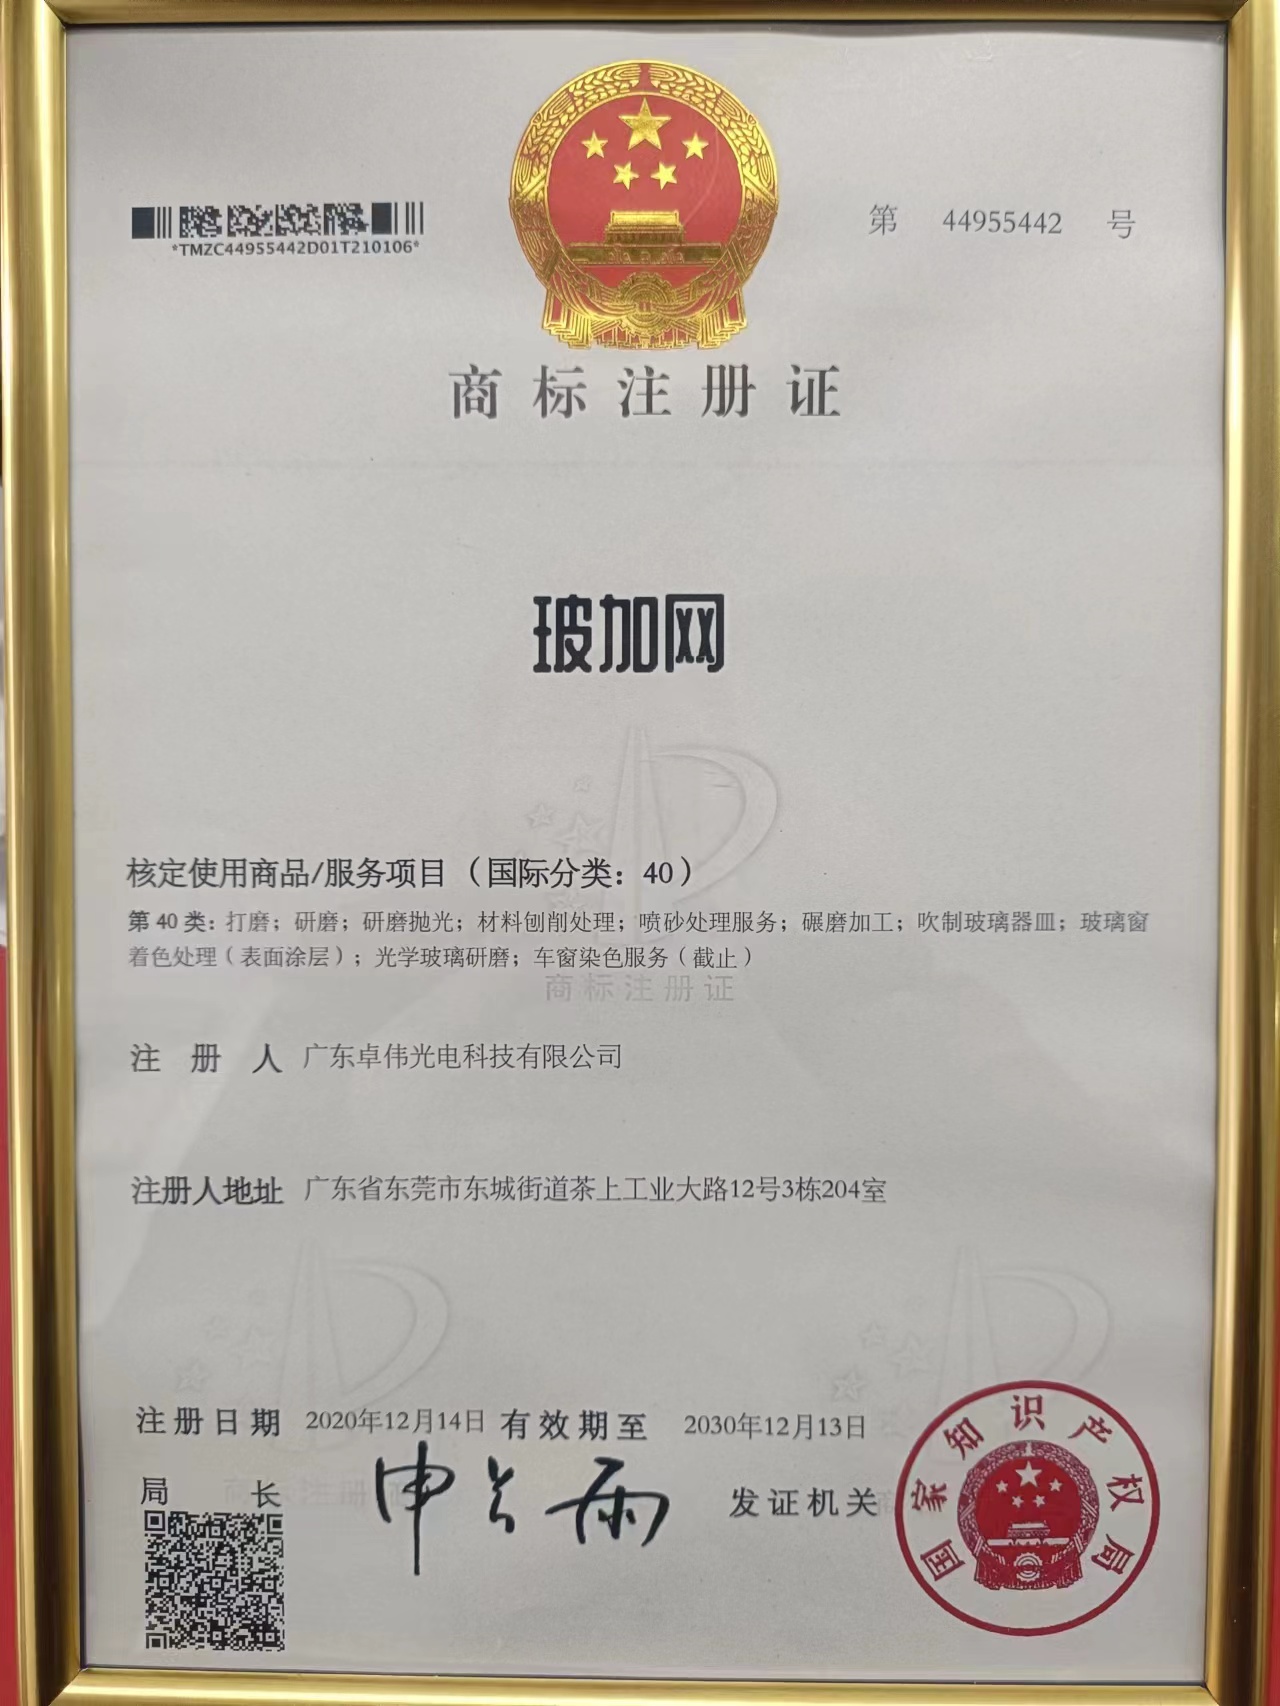 *TMZC44955442D01T210106*
第 44955442 号
商标注册证
玻加网
核定使用商品/服务项目（国际分类：40）
第 40 类：打磨；研磨；研磨抛光；材料刨削处理；喷砂处理服务；碾磨加工；吹制玻璃器皿；玻璃窗
着色处理（表面涂层）；光学玻璃研磨；车窗染色服务（截止）
商标注册证
注册人 广东卓伟光电科技有限公司
注册人地址 广东省东莞市东城街道茶上工业大路12号3栋204室
注册日期 2020年12月14日 有效期至 2030年12月13日
局长 申长雨 发证机关
国家知识产权局